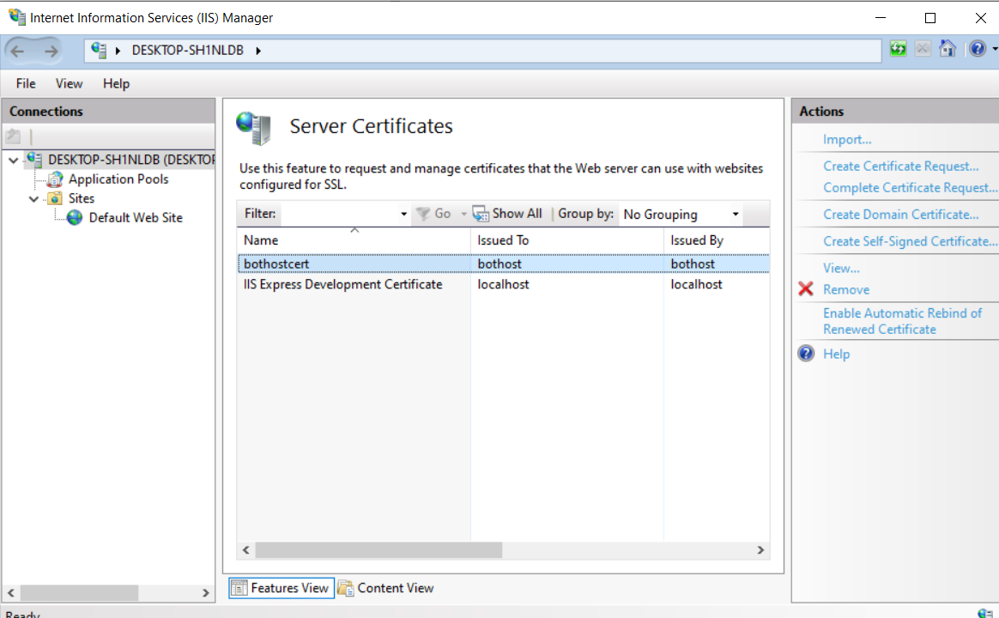 Internet Information Services (IIS) Manager
DESKTOP-SH1NLDB
File View Help
Connections
DESKTOP-SH1NLDB (DESKTOP
Application Pools
Sites
Default Web Site
Server Certificates
Use this feature to request and manage certificates that the Web server can use with websites
configured for SSL.
Filter: Go Show All Group by: No Grouping
Name Issued To Issued By
bothostcert bothost bothost
IIS Express Development Certificate localhost localhost
Features View Content View
Actions
Import...
Create Certificate Request...
Complete Certificate Request...
Create Domain Certificate...
Create Self-Signed Certificate...
View...
Remove
Enable Automatic Rebind of
Renewed Certificate
Help
Ready